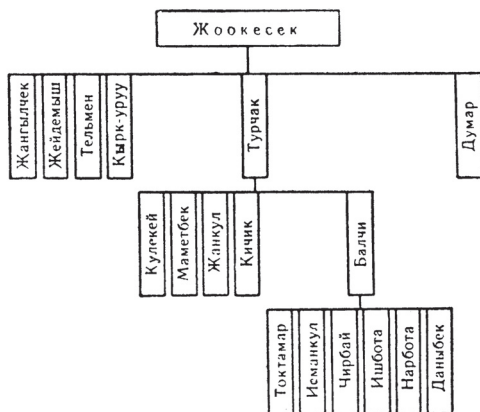 Жоокесек
Жангылчек
Жейдемыш
Тельмен
Кырк-уруу
Турчак
Думар
Кулекей
Маметбек
Жанкул
Кичик
Балчи
Токтамар
Исманкул
Чирбай
Ишбота
Нарбота
Даныбек